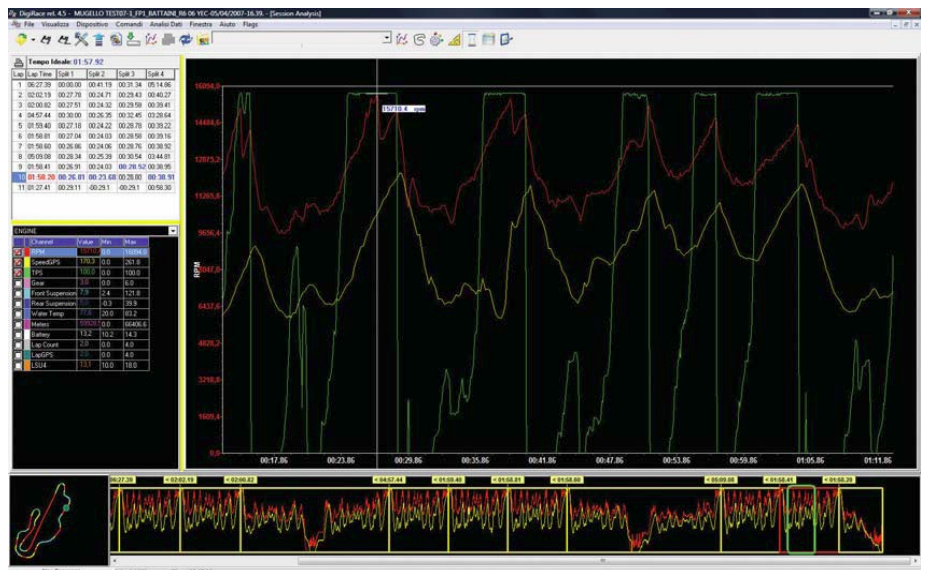 DigiRace rel. 4.5 - MUGELLO TEST07-1_FP1_BATTAINI_R6 06 YEC-05/04/2007-16.39. - [Session Analysis]
File Visualizza Dispositivo Comandi Analisi Dati Finestra Aiuto Flags
Tempo Ideale: 01:57.92
Lap Lap Time Split 1 Split 2 Split 3 Split 4
1 06:27.39 00:00.00 00:41.19 00:31.34 05:14.86
2 02:02.19 00:27.78 00:24.71 00:29.43 00:40.27
3 02:00.82 00:27.51 00:24.32 00:29.58 00:39.41
4 04:57.44 00:30.00 00:26.35 00:32.45 03:28.64
5 01:59.40 00:27.18 00:24.22 00:28.78 00:39.22
6 01:58.81 00:27.04 00:24.03 00:28.58 00:39.16
7 01:58.60 00:26.86 00:24.06 00:28.76 00:38.92
8 05:09.08 00:28.34 00:25.39 00:30.54 03:44.81
9 01:58.41 00:26.91 00:24.03 00:28.52 00:38.95
10 01:58.20 00:26.81 00:23.68 00:28.80 00:38.91
11 01:27.41 00:29.11 -00:29.1 -00:29.1 00:58.30
ENGINE
Channel Value Min Max
RPM 0.0 16094.0
SpeedGPS 170,3 0.0 261.8
TPS 100,0 0.0 100.0
Gear 3,0 0.0 6.0
Front Suspension 7,9 2.4 121.8
Rear Suspension -0.3 39.9
Water Temp 77,6 20.0 83.2
Meters 0.0 66406.6
Battery 13,2 10.2 14.3
Lap Count 2,0 0.0 4.0
LapGPS 2,0 0.0 4.0
LSU4 13,1 10.0 18.0
16094,0
14484,6
12875,2
11265,8
9656,4
8047,0
6437,6
4828,2
3218,8
1609,4
0,0
RPM
15710.4 rpm
00:17.86 00:23.86 00:29.86 00:35.86 00:41.86 00:47.86 00:53.86 00:59.86 01:05.86 01:11.86
06:27.39 < 02:02.19 < 02:00.82 < 04:57.44 < 01:59.40 < 01:58.81 < 01:58.60 < 05:09.08 < 01:58.41 < 01:58.20